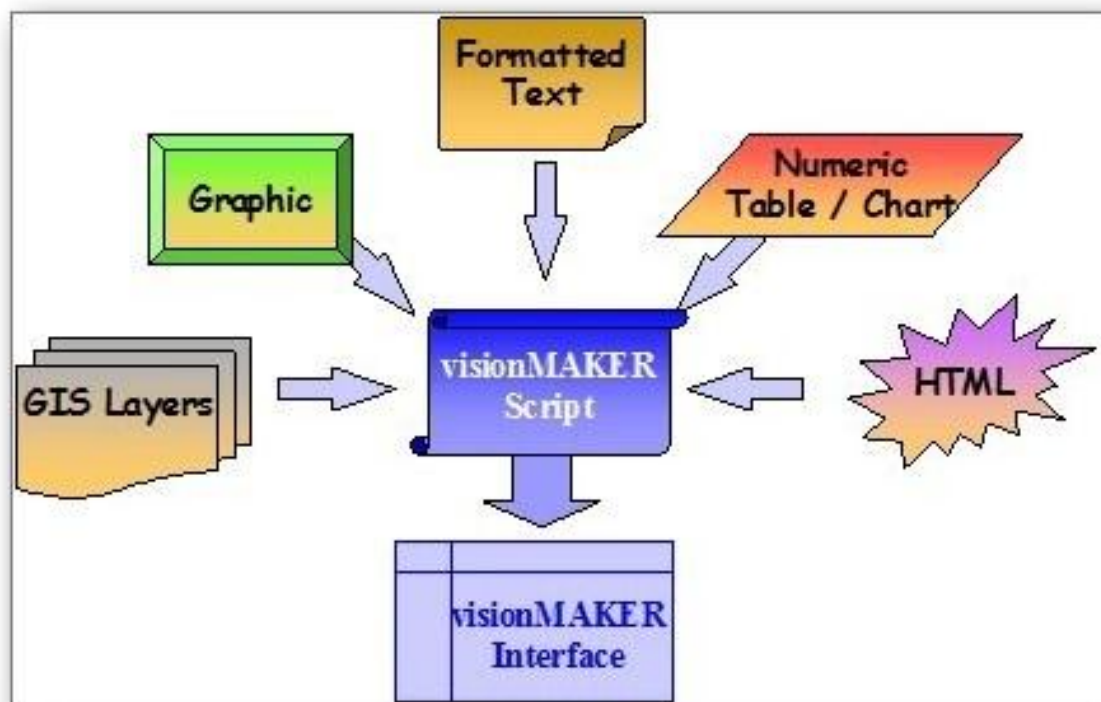 Formatted
Text
Graphic
Numeric
Table / Chart
GIS Layers
visionMAKER
Script
HTML
visionMAKER
Interface